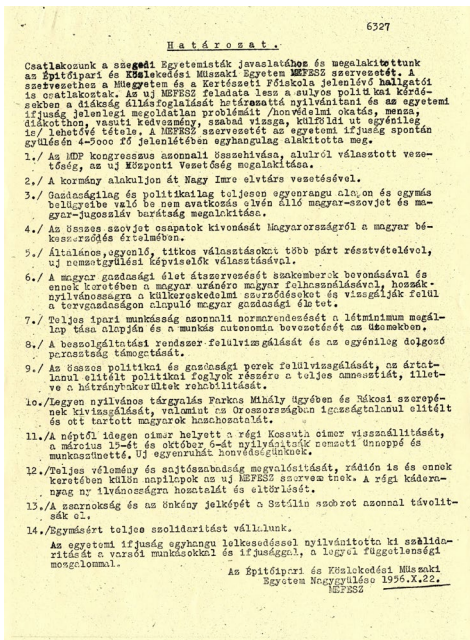 6327
Határozat.
Csatlakozunk a szegedi Egyetemisták javaslatához és megalakitottunk
az Épitőipari és Közlekedési Müszaki Egyetem MEFESZ szervezetét. A
szervezethez a Müegyetem és a Kertészeti Főiskola jelenlévő hallgatói
is csatlakoztak. Az uj MEFESZ feladata lesz a sulyos politikai kérdé-
sekben a diákság állásfoglalását határozattá nyilvánitani és az egyetemi
ifjuság jelenlegi megoldatlan problémáit /honvédelmi okatás, menza,
diákotthon, vasuti kedvezmény, szabad vizsga, külföldi ut egyénileg
is/ lehetővé tétele. A MEFESZ szervezetét az egyetemi ifjuság spontán
gyülésén 4-5000 fő jelenlétében egyhangulag alakitotta meg.
1./ Az MDP kongresszus azonnali összehivása, alulról választott veze-
tőség, az uj Központi Vezetőség megalakitása.
2./ A kormány alakuljon át Nagy Imre elvtárs vezetésével.
3./ Gazdaságilag és politikailag teljesen egyenrangu alapon és egymás
belügyeibe való be nem avatkozás elvén álló magyar-szovjet és ma-
gyar-jugoszláv barátság megalakitása.
4./ Az összes szovjet csapatok kivonását Magyarországról a magyar bé-
keszerződés értelmében.
5./ Általános, egyenlő, titkos választásokat több párt résztvételével,
uj nemzetgyülési képviselők választásával.
6./ A magyar gazdasági élet átszervezését szakemberek bevonásával és
ennek keretében a magyar uránérc magyar felhasználásával, hozzák
nyilvánosságra a külkereskedelmi szerződéseket és vizsgálják felül
a tervgazdaságon alapuló magyar gazdasági életet.
7./ Teljes ipari munkásság azonnali normarendezését a létminimum megál-
lap tása alapján és a munkás autonomia bevezetését az üzemekben.
8./ A beszolgáltatási rendszer felülvizsgálását és az egyénileg dolgozó
parasztság támogatását.
9./ Az összes politikai és gazdasági perek felülvizsgálását, az ártat-
lanul elitélt politikai foglyok részére a teljes amnesztiát, illet-
ve a hátránybakerültek rehabilitását.
10./Legyen nyilvános tárgyalás Farkas Mihály ügyében és Rákosi szerepé-
nek kivizsgálását, valamint az Oroszországban igazságtalanul elitélt
és ott tartott magyarok hazahozatalát.
11./A néptől idegen cimer helyett a régi Kossuth cimer visszaállitását,
a március 15-ét és október 6-át nyilvánitsák nemzeti ünneppé és
munkaszünetté. Uj egyenruhát honvédségünknek.
12./Teljes vélemény és sajtószabadság megvalósitását, rádión is és ennek
keretében külön napilapok az uj MEFESZ szervezetnek. A régi káder-
anyag ny ilvánosságra hozatalát és eltörlését.
13./A zsarnokság és az önkény jelképét a Sztálin szobrot azonnal távolit-
sák el.
14./Egymásért teljes szolidaritást vállalunk.
Az egyetemi ifjuság egyhangu lelkesedéssel nyilvánitotta ki szolida-
ritását a varsói munkásokkal és ifjusággal, a lengyel függetlenségi
mozgalommal.
Az Épitőipari és Közlekedési Müszaki
Egyetem Nagygyülése 1956.X.22.
MEFESZ